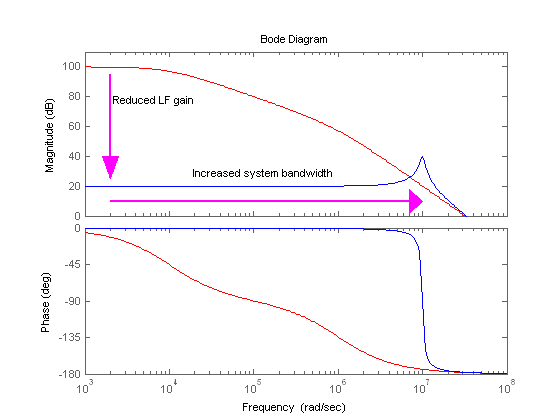 Bode Diagram
100
80
60
40
20
0
Magnitude (dB)
Reduced LF gain
Increased system bandwidth
0
-45
-90
-135
-180
Phase (deg)
10^3 10^4 10^5 10^6 10^7 10^8
Frequency (rad/sec)